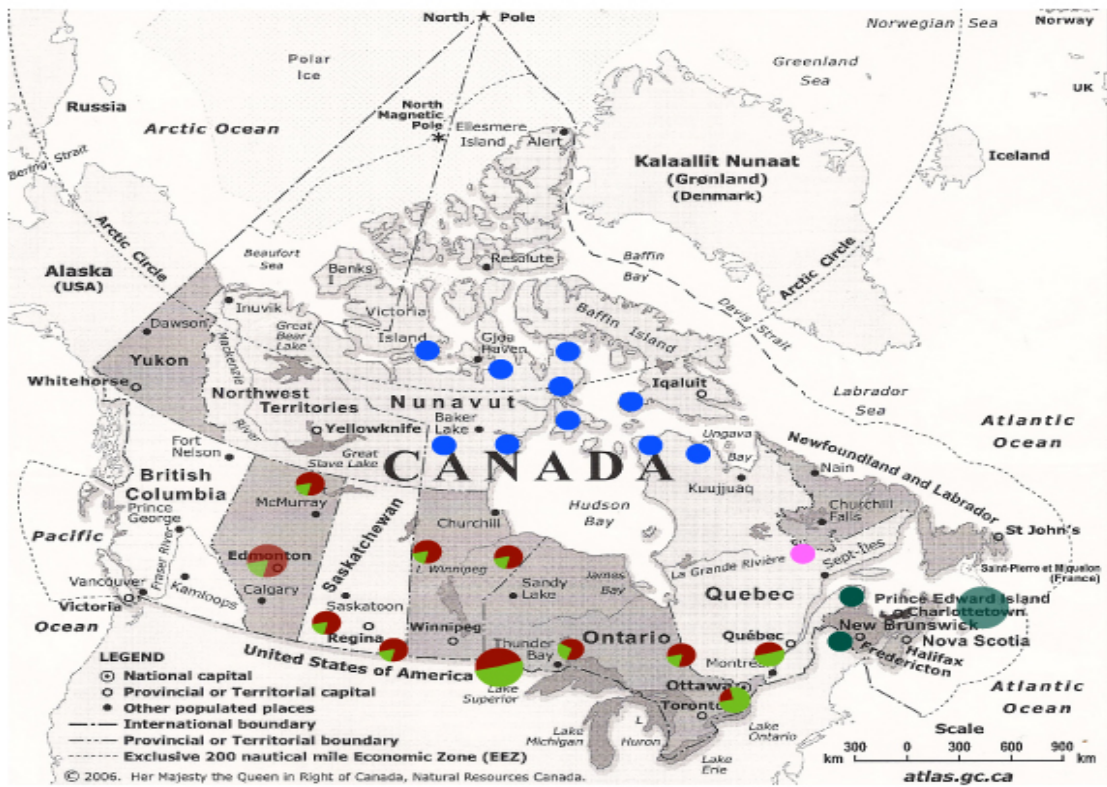 North Pole
Norwegian Sea
Norway
Polar
Ice
Greenland
Sea
UK
Russia
North
Magnetic
Pole
Arctic Ocean
Ellesmere
Island
Alert
Kalaallit Nunaat
(Grønland)
(Denmark)
Iceland
Bering Strait
Arctic Circle
Beaufort
Sea
Banks
I
Resolute
Baffin
Bay
Arctic Circle
Alaska
(USA)
Inuvik
Victoria
Island
Gjoa
Haven
Baffin Island
Davis Strait
Dawson
Yukon
Great
Bear
Lake
Mackenzie
River
Whitehorse
Northwest
Territories
Nunavut
Baker
Lake
Iqaluit
Labrador
Sea
Yellowknife
Great
Slave Lake
Atlantic
Ocean
Fort
Nelson
CANADA
Ungava
Bay
Newfoundland and Labrador
Nain
Kuujjuaq
British
Columbia
McMurray
Prince
George
Saskatchewan
Churchill
Hudson
Bay
Churchill
Falls
St John's
Pacific
Ocean
Fraser River
Edmonton
Calgary
Kamloops
L Winnipeg
Sandy
Lake
James
Bay
La Grande Rivière
Sept-Îles
Saint-Pierre et Miquelon
(France)
Vancouver
Victoria
Saskatoon
Regina
Winnipeg
Quebec
Prince Edward Island
Charlottetown
New Brunswick
Nova Scotia
Fredericton
Halifax
Thunder
Bay
Ontario
Québec
Montréal
United States of America
Lake
Superior
Ottawa
Toronto
Lake
Michigan
L
Huron
Lake
Ontario
Lake
Erie
Atlantic
Ocean
LEGEND
National capital
Provincial or Territorial capital
Other populated places
International boundary
Provincial or Territorial boundary
Exclusive 200 nautical mile Economic Zone (EEZ)
Scale
km 300 0 300 600 900 km
atlas.gc.ca
© 2006. Her Majesty the Queen in Right of Canada, Natural Resources Canada.